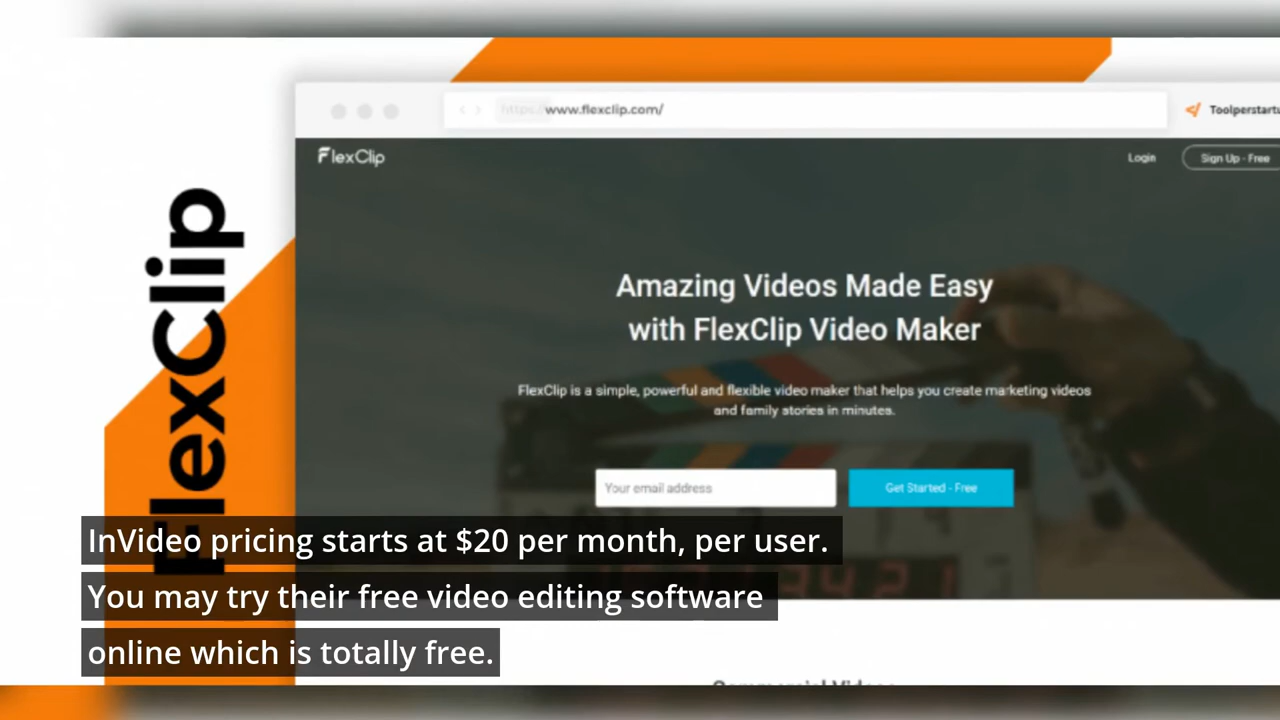 https://www.flexclip.com/
FlexClip
Login
Sign Up - Free
FlexClip
Amazing Videos Made Easy
with FlexClip Video Maker
FlexClip is a simple, powerful and flexible video maker that helps you create marketing videos
and family stories in minutes.
Your email address
Get Started - Free
InVideo pricing starts at $20 per month, per user.
You may try their free video editing software
online which is totally free.